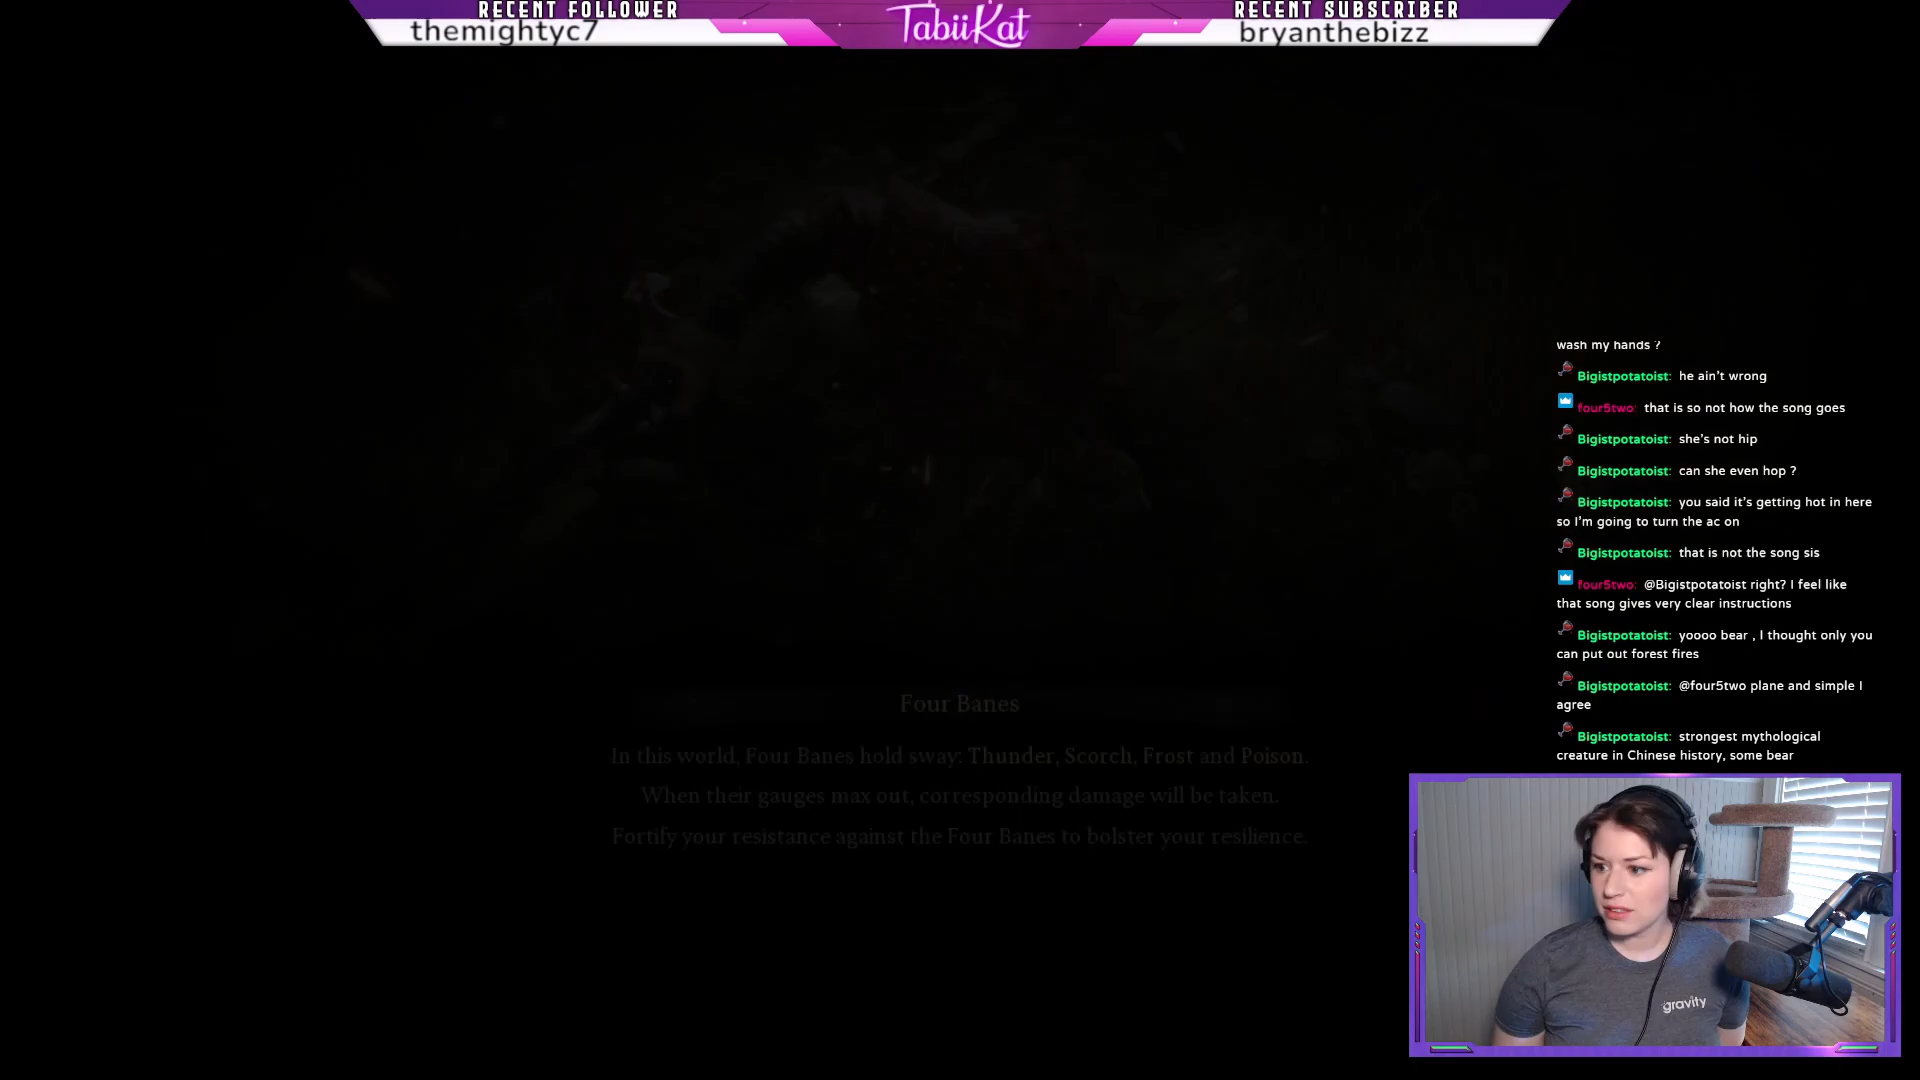 RECENT FOLLOWER
themightyc7
TabiiKat
RECENT SUBSCRIBER
bryanthebizz
wash my hands ?
Bigistpotatoist: he ain't wrong
four5two: that is so not how the song goes
Bigistpotatoist: she's not hip
Bigistpotatoist: can she even hop ?
Bigistpotatoist: you said it's getting hot in here
so I'm going to turn the ac on
Bigistpotatoist: that is not the song sis
four5two: @Bigistpotatoist right? I feel like
that song gives very clear instructions
Bigistpotatoist: yoooo bear , I thought only you
can put out forest fires
Bigistpotatoist: @four5two plane and simple I
agree
Bigistpotatoist: strongest mythological
creature in Chinese history, some bear
Four Banes
In this world, Four Banes hold sway: Thunder, Scorch, Frost and Poison.
When their gauges max out, corresponding damage will be taken.
Fortify your resistance against the Four Banes to bolster your resilience.
gravity